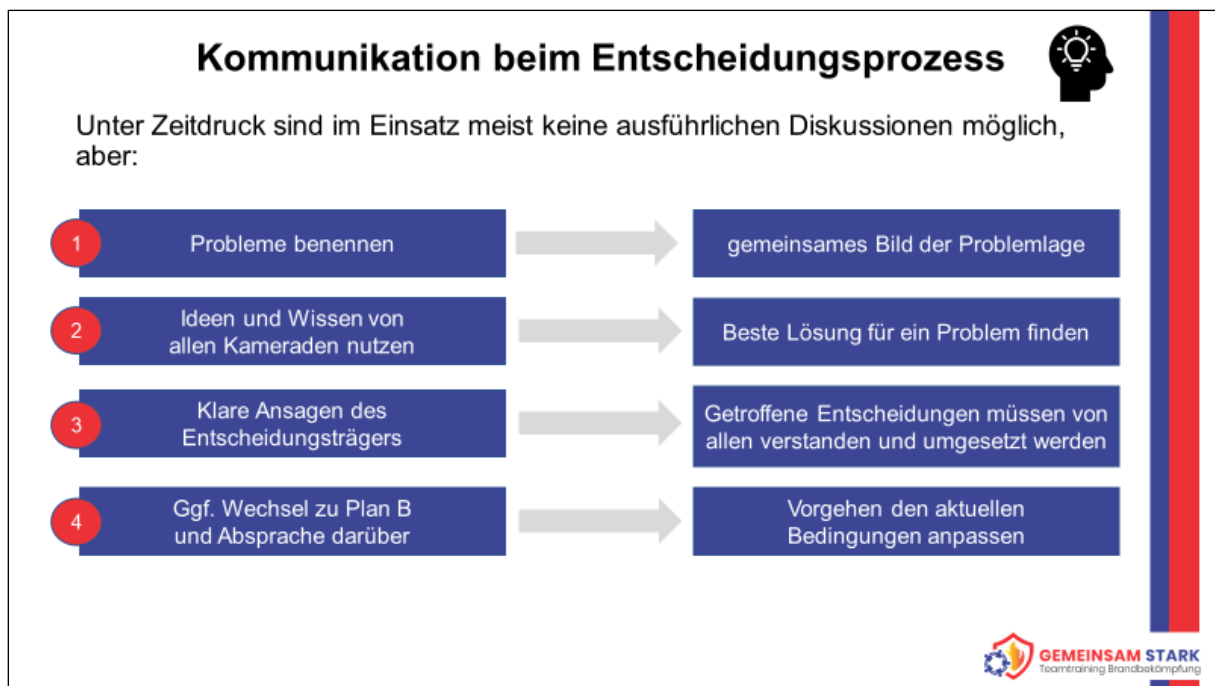 Kommunikation beim Entscheidungsprozess
Unter Zeitdruck sind im Einsatz meist keine ausführlichen Diskussionen möglich,
aber:
1
Probleme benennen
gemeinsames Bild der Problemlage
2
Ideen und Wissen von
allen Kameraden nutzen
Beste Lösung für ein Problem finden
3
Klare Ansagen des
Entscheidungsträgers
Getroffene Entscheidungen müssen von
allen verstanden und umgesetzt werden
4
Ggf. Wechsel zu Plan B
und Absprache darüber
Vorgehen den aktuellen
Bedingungen anpassen
GEMEINSAM STARK
Teamtraining Brandbekämpfung